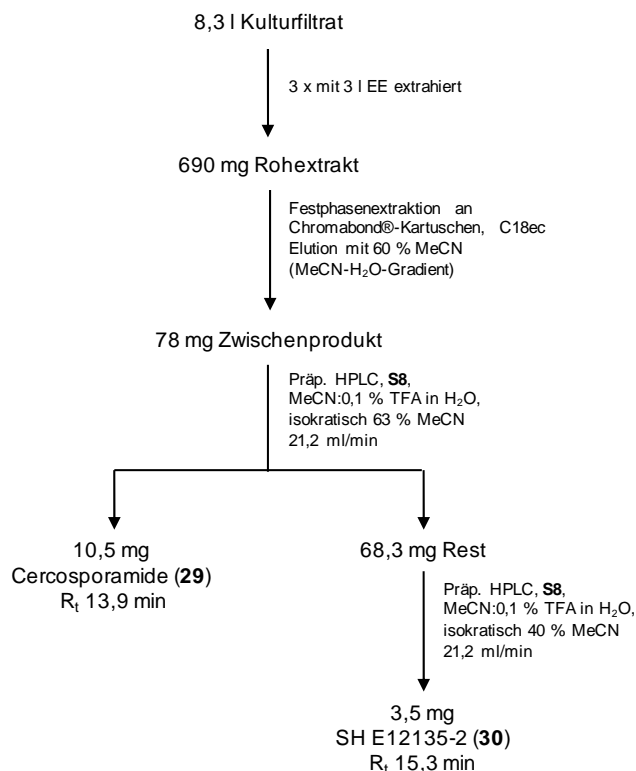 8,3 l Kulturfiltrat
3 x mit 3 l EE extrahiert
690 mg Rohextrakt
Festphasenextraktion an
Chromabond®-Kartuschen, C18ec
Elution mit 60 % MeCN
(MeCN-H₂O-Gradient)
78 mg Zwischenprodukt
Präp. HPLC, S8,
MeCN:0,1 % TFA in H₂O,
isokratisch 63 % MeCN
21,2 ml/min
10,5 mg
Cercosporamide (29)
Rₜ 13,9 min
68,3 mg Rest
Präp. HPLC, S8,
MeCN:0,1 % TFA in H₂O,
isokratisch 40 % MeCN
21,2 ml/min
3,5 mg
SH E12135-2 (30)
Rₜ 15,3 min